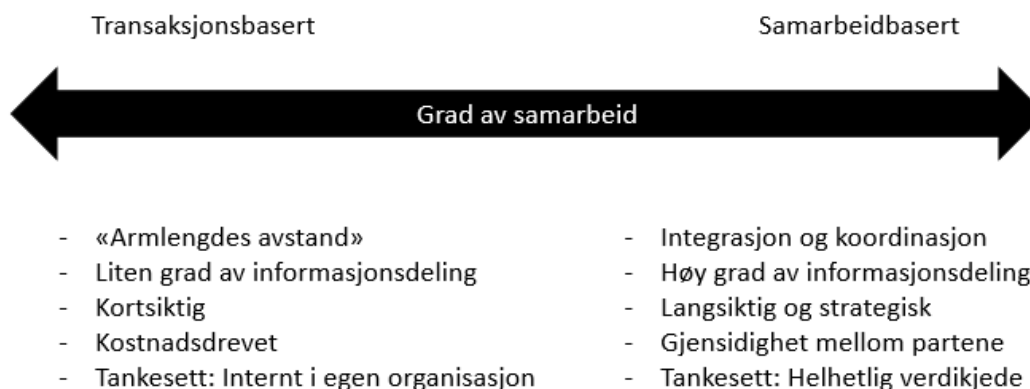 Transaksjonsbasert
Samarbeidbasert
Grad av samarbeid
- «Armlengdes avstand»
- Liten grad av informasjonsdeling
- Kortsiktig
- Kostnadsdrevet
- Tankesett: Internt i egen organisasjon
- Integrasjon og koordinasjon
- Høy grad av informasjonsdeling
- Langsiktig og strategisk
- Gjensidighet mellom partene
- Tankesett: Helhetlig verdikjede